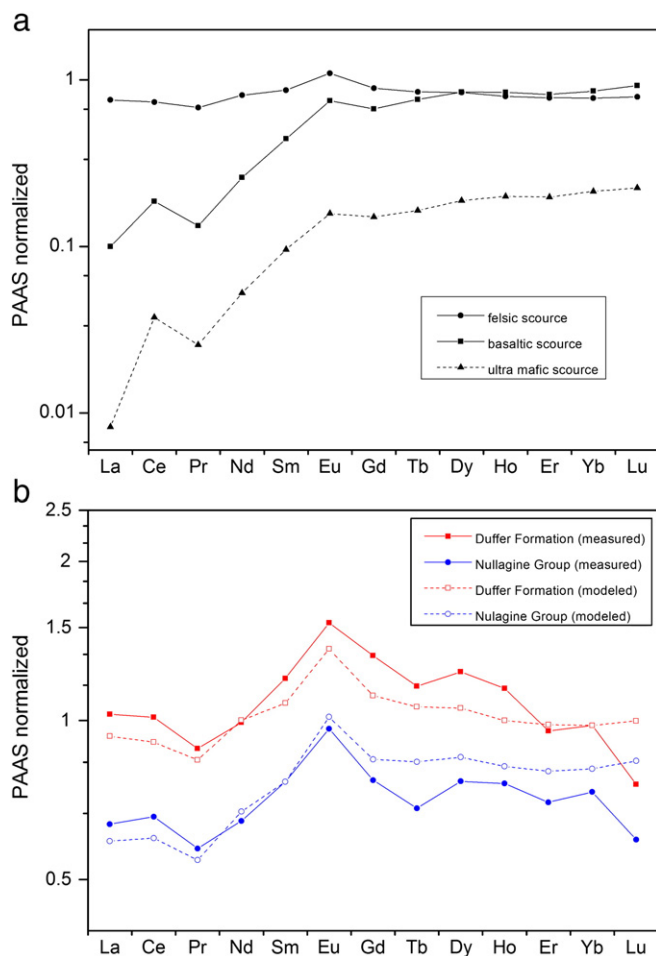 a
1
0.1
0.01
PAAS normalized
felsic scource
basaltic scource
ultra mafic scource
La Ce Pr Nd Sm Eu Gd Tb Dy Ho Er Yb Lu
b
2.5
2
1.5
1
0.5
PAAS normalized
Duffer Formation (measured)
Nullagine Group (measured)
Duffer Formation (modeled)
Nulagine Group (modeled)
La Ce Pr Nd Sm Eu Gd Tb Dy Ho Er Yb Lu